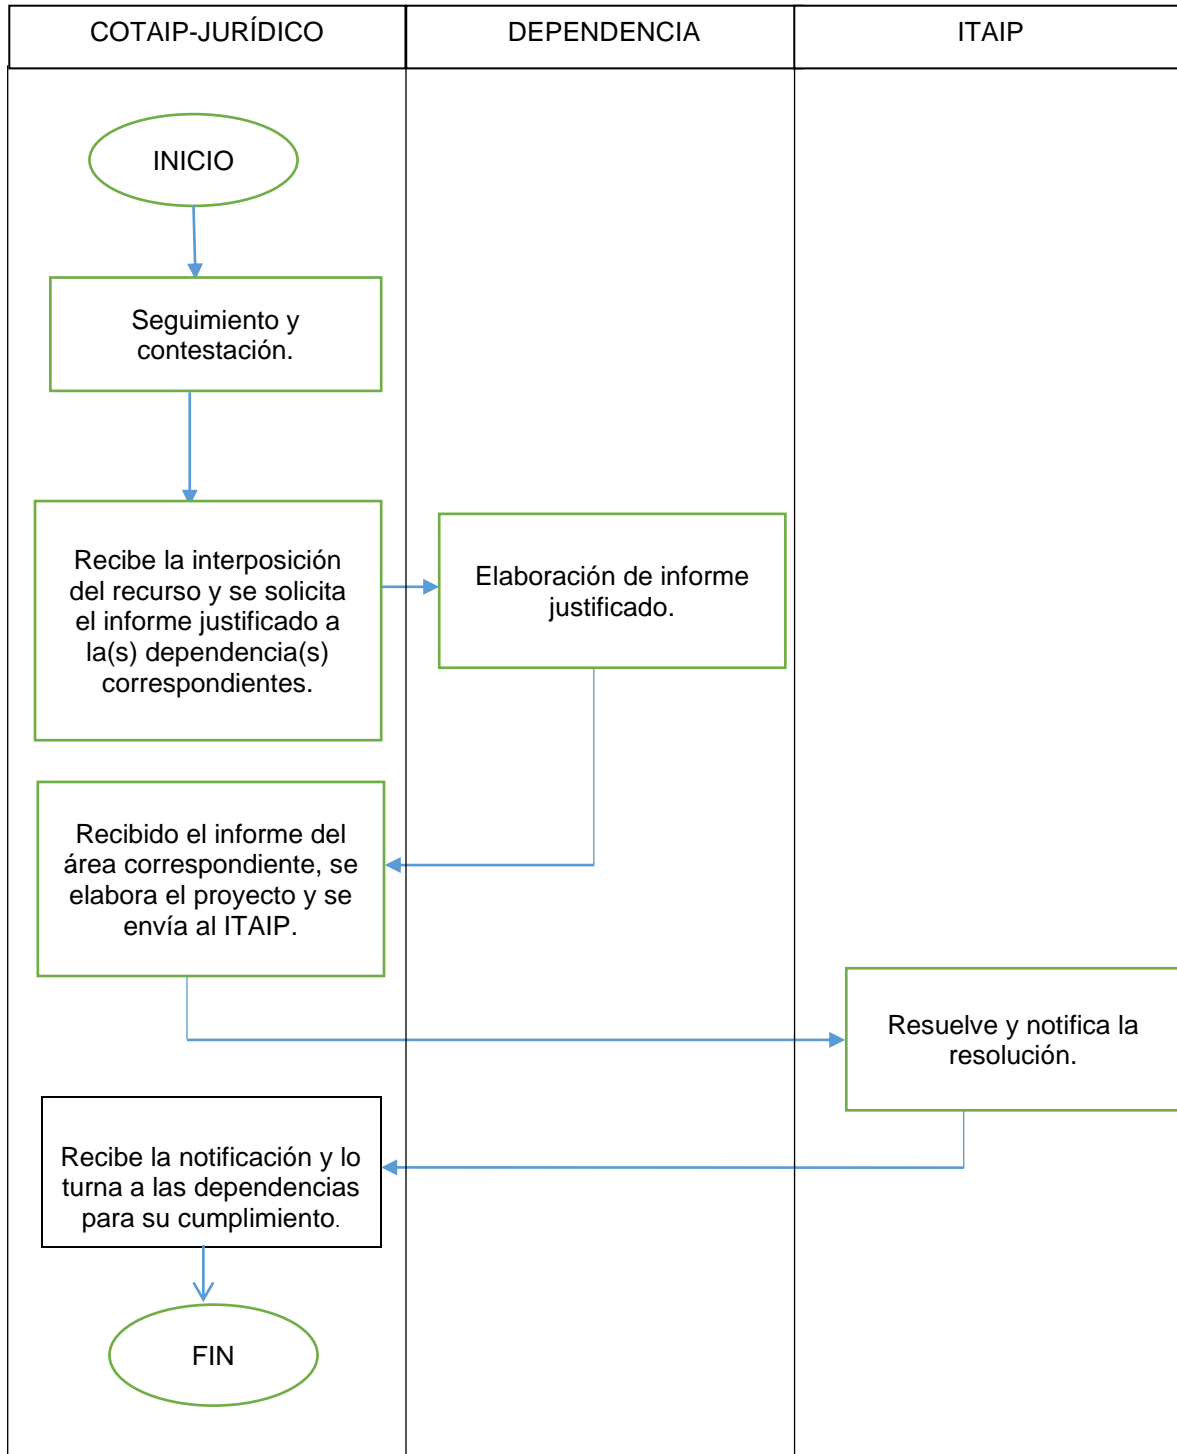 COTAIP-JURÍDICO
DEPENDENCIA
ITAIP
INICIO
Seguimiento y
contestación.
Recibe la interposición
del recurso y se solicita
el informe justificado a
la(s) dependencia(s)
correspondientes.
Elaboración de informe
justificado.
Recibido el informe del
área correspondiente, se
elabora el proyecto y se
envía al ITAIP.
Resuelve y notifica la
resolución.
Recibe la notificación y lo
turna a las dependencias
para su cumplimiento.
FIN